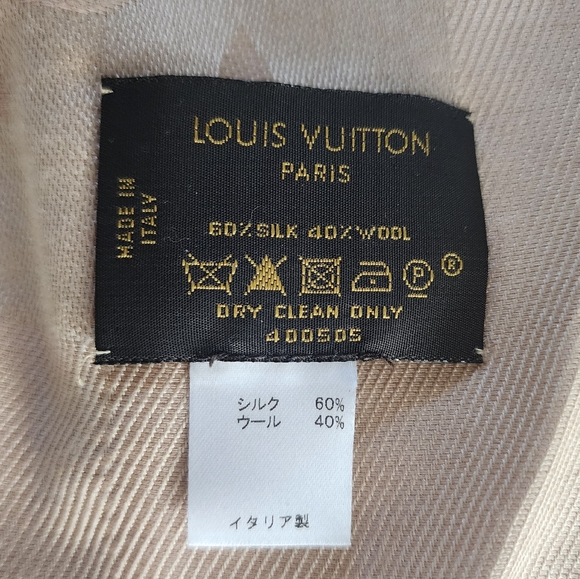 LOUIS VUITTON
PARIS
MADE IN
ITALY
60% SILK 40% WOOL
P
®
DRY CLEAN ONLY
400505
シルク 60%
ウール 40%
イタリア製